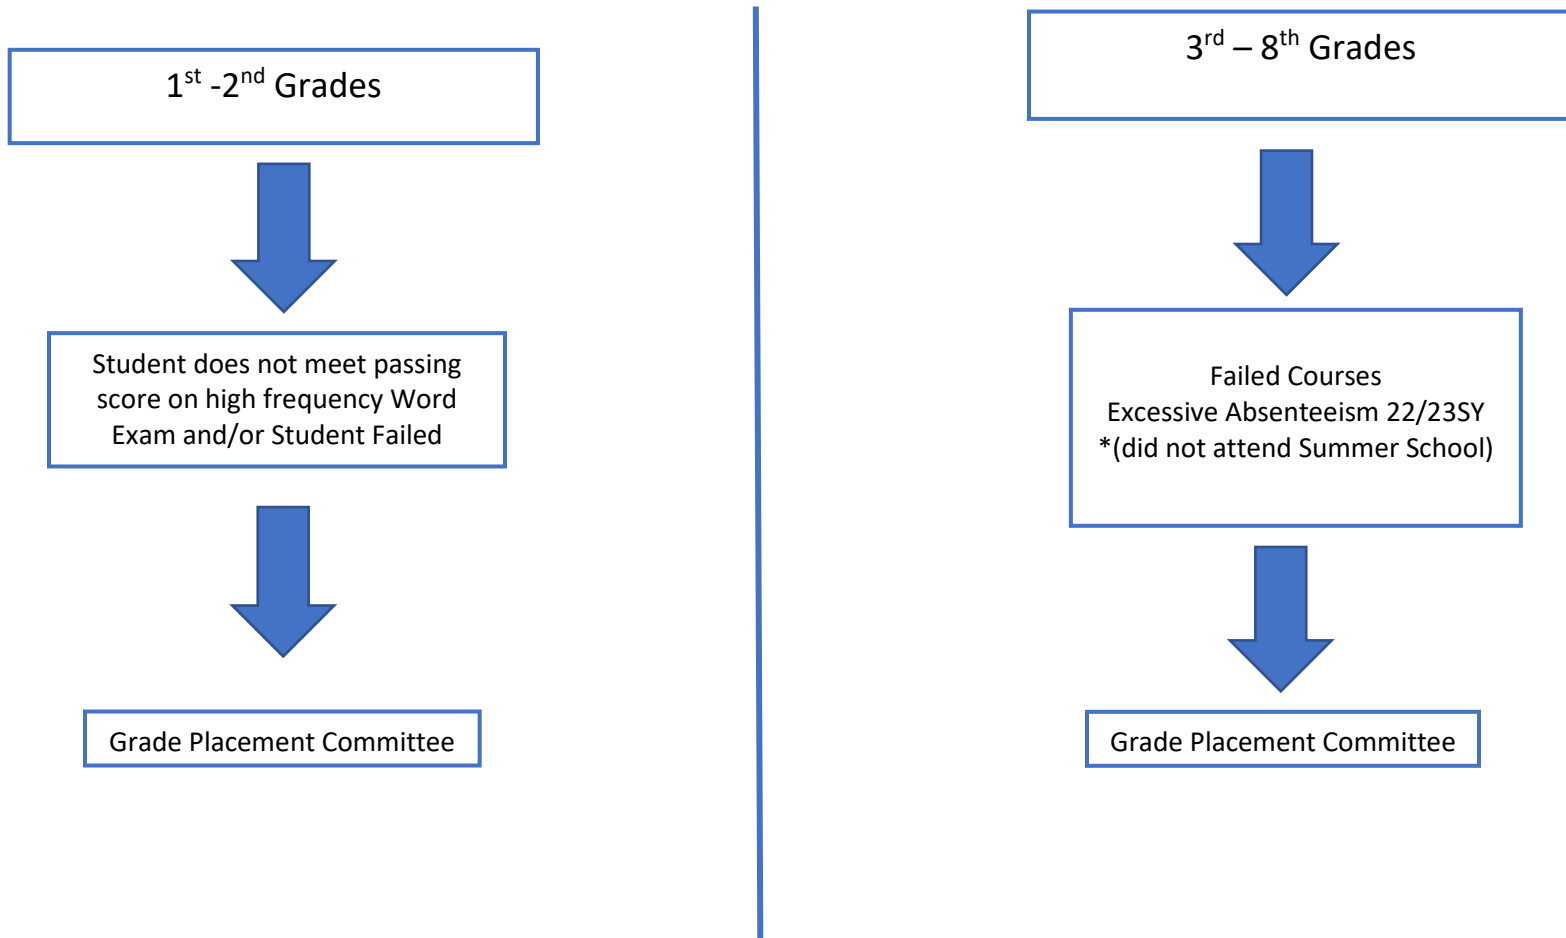 1st -2nd Grades
Student does not meet passing
score on high frequency Word
Exam and/or Student Failed
Grade Placement Committee
3rd – 8th Grades
Failed Courses
Excessive Absenteeism 22/23SY
*(did not attend Summer School)
Grade Placement Committee